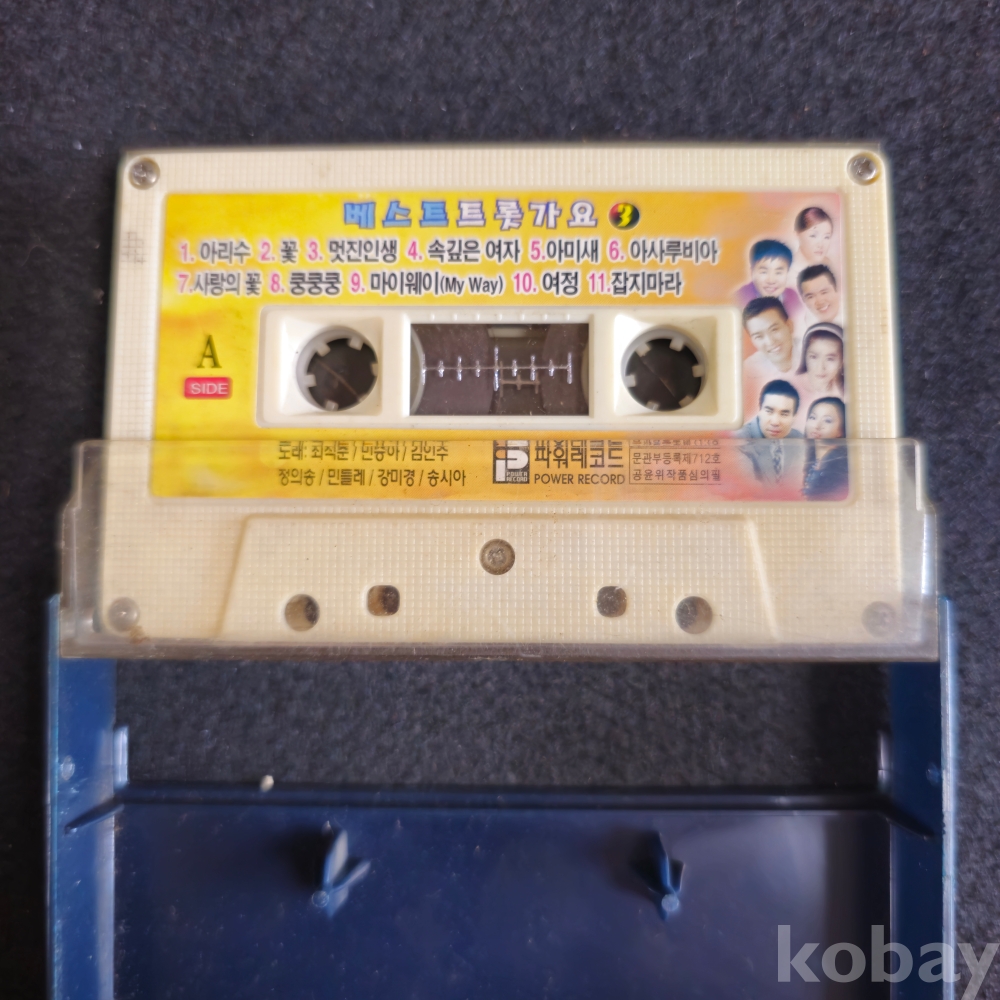 베스트트롯가요 3
1. 아리수 2. 꽃 3. 멋진인생 4. 속깊은 여자 5.아미새 6. 아사루비아
7.사랑의 꽃 8. 쿵쿵쿵 9. 마이웨이(My Way) 10. 여정 11.잡지마라
A
SIDE
노래:
정의송 / 민들레 / 강미경 / 송시아
파워레코드
POWER RECORD
POWER RECORD
문관부등록제712호
공윤위작품심의필
kobay